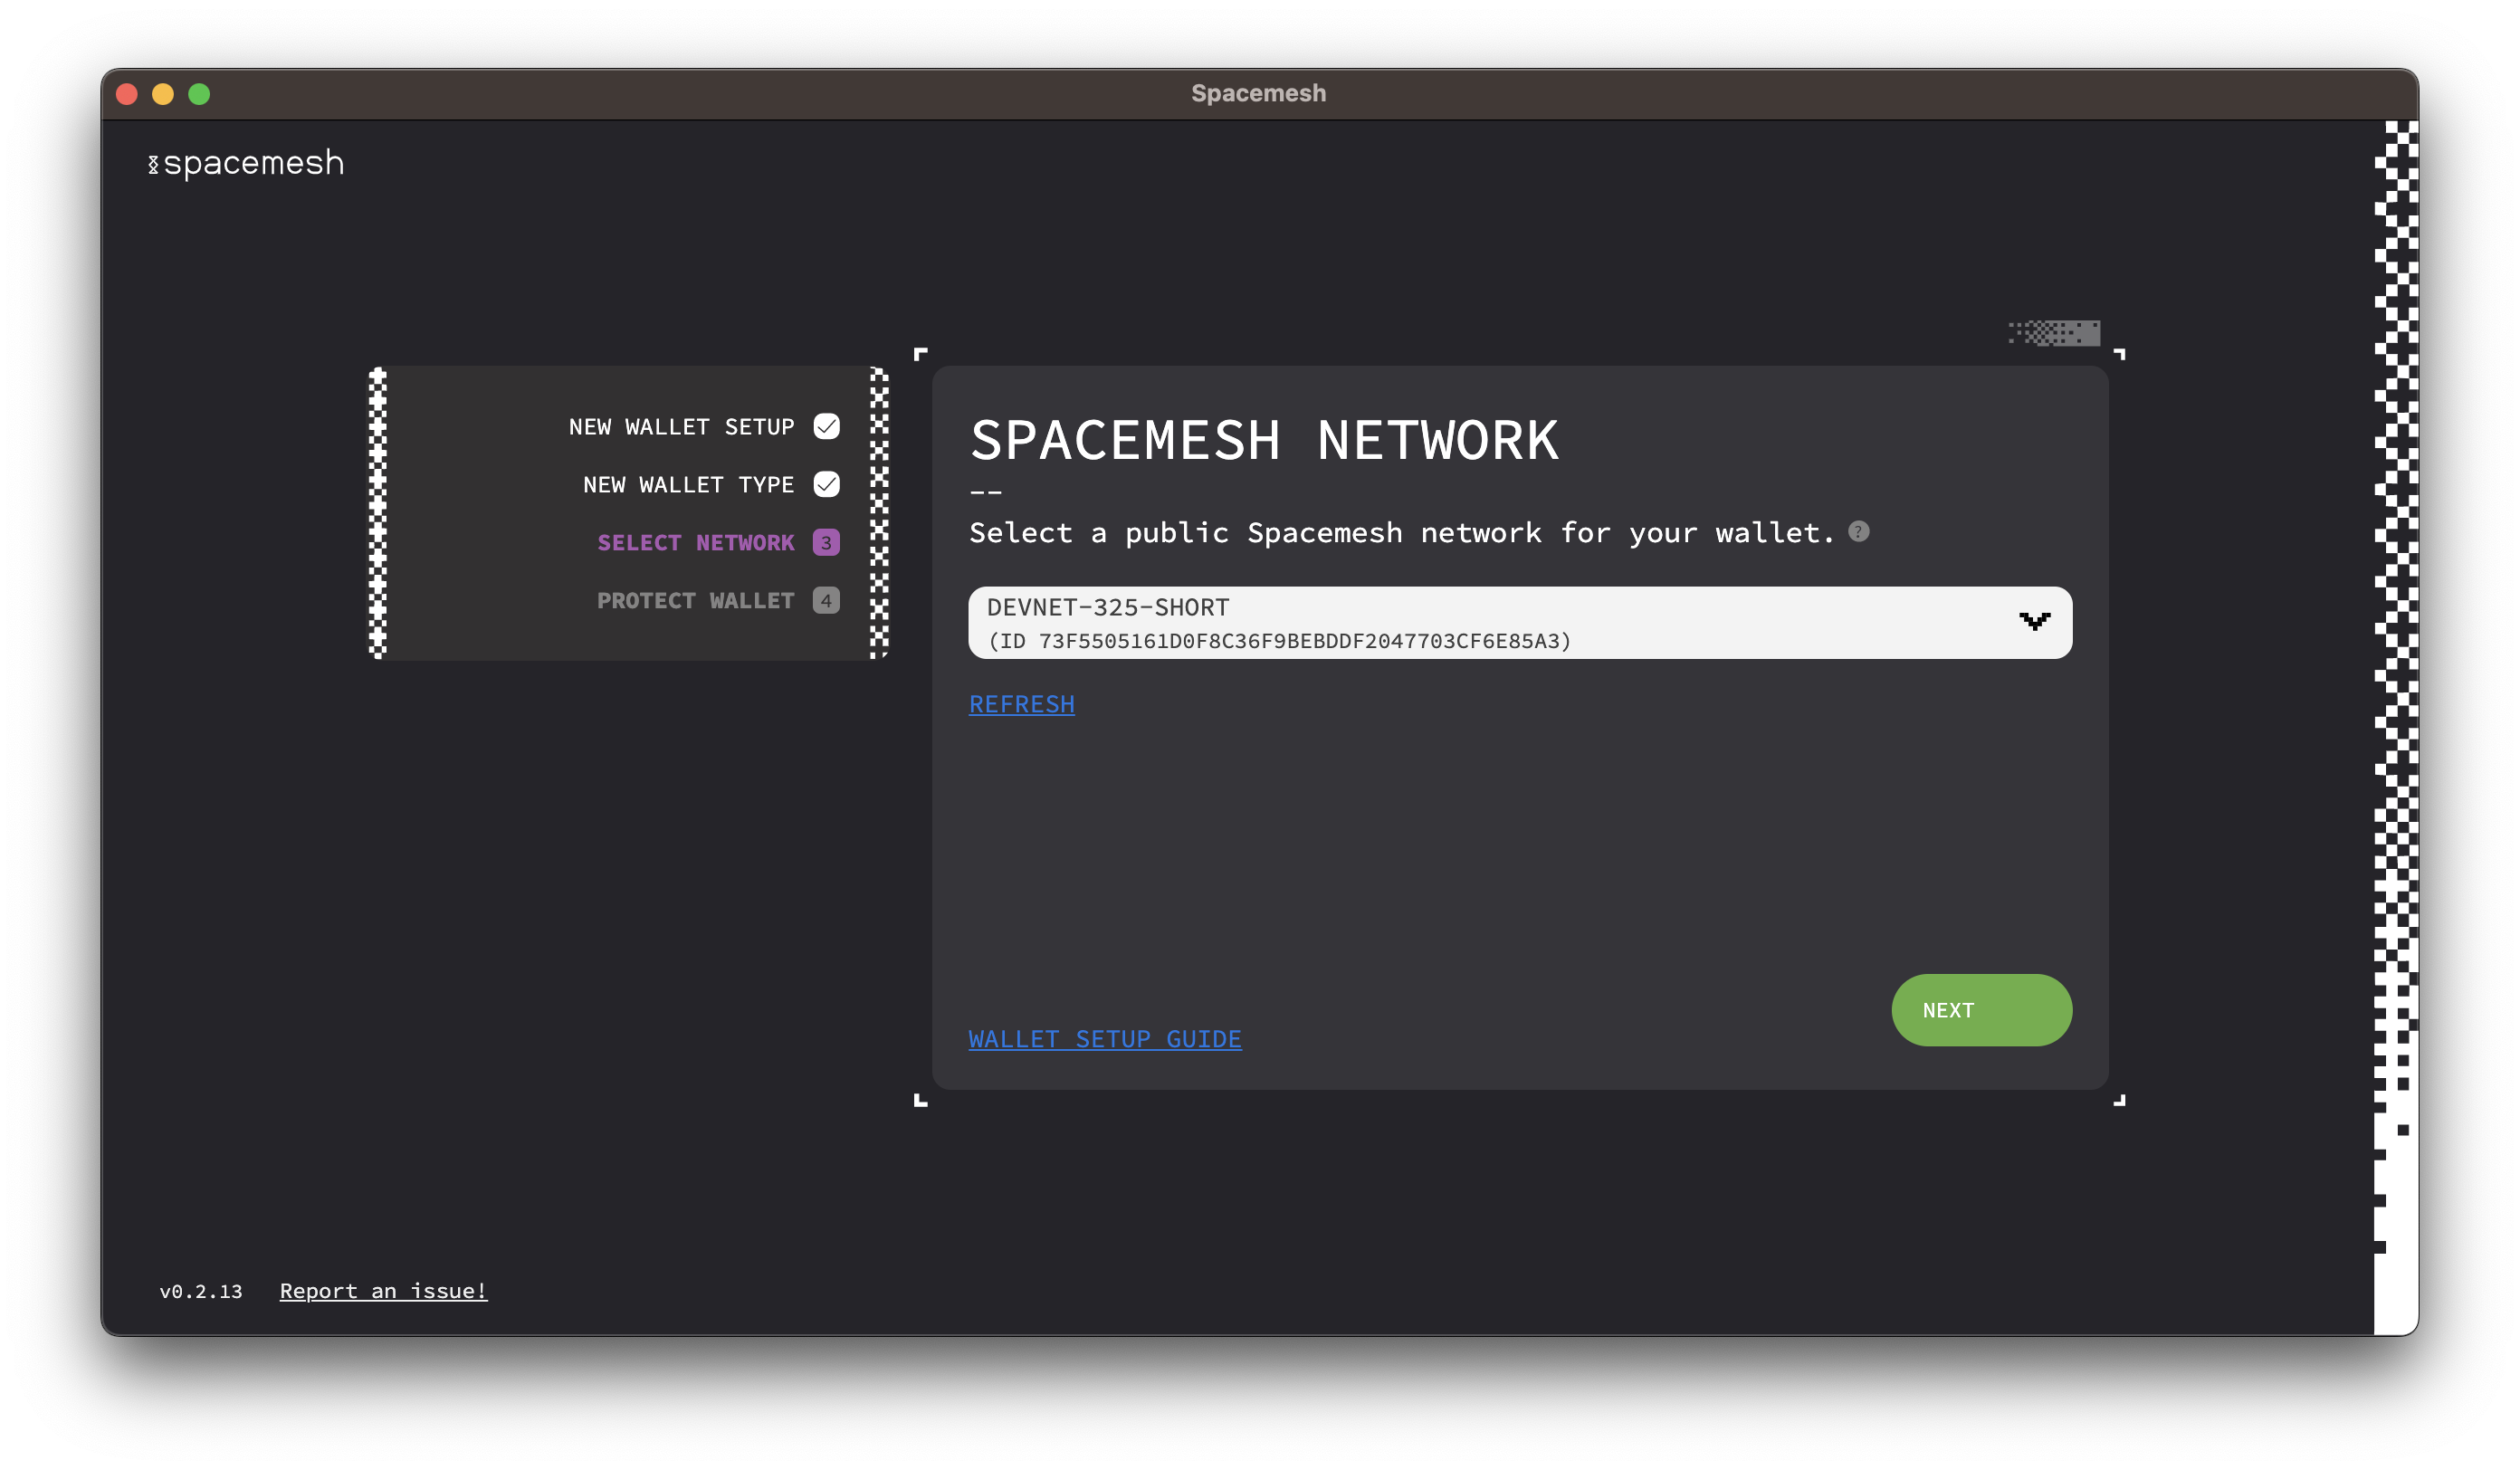 Spacemesh
spacemesh
NEW WALLET SETUP
NEW WALLET TYPE
SELECT NETWORK 3
PROTECT WALLET 4
SPACEMESH NETWORK
--
Select a public Spacemesh network for your wallet. ?
DEVNET-325-SHORT
(ID 73F5505161D0F8C36F9BEBDDF2047703CF6E85A3)
REFRESH
WALLET SETUP GUIDE
NEXT
v0.2.13 Report an issue!